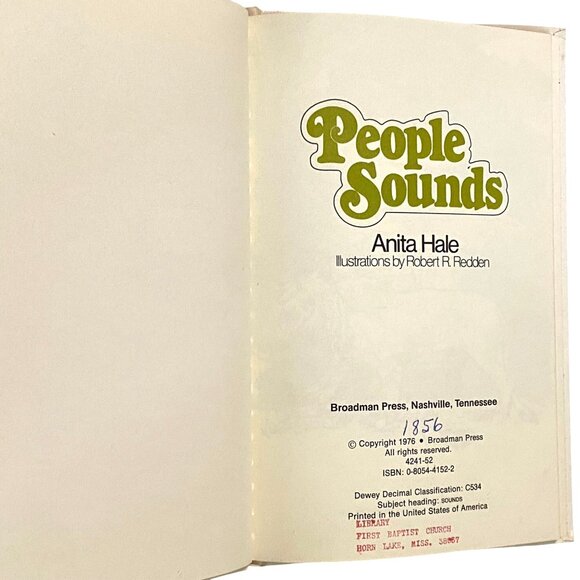 People
Sounds
Anita Hale
Illustrations by Robert R. Redden
Broadman Press, Nashville, Tennessee
1856
© Copyright 1976 • Broadman Press
All rights reserved.
4241-52
ISBN: 0-8054-4152-2
Dewey Decimal Classification: C534
Subject heading: SOUNDS
Printed in the United States of America
LIBRARY
FIRST BAPTIST CHURCH
HORN LAKE, MISS. 38637